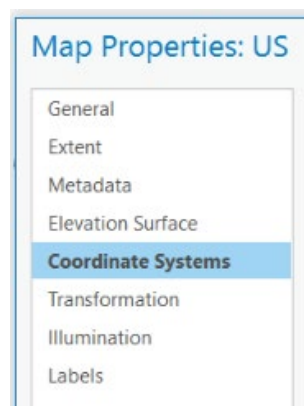 Map Properties: US
General
Extent
Metadata
Elevation Surface
Coordinate Systems
Transformation
Illumination
Labels